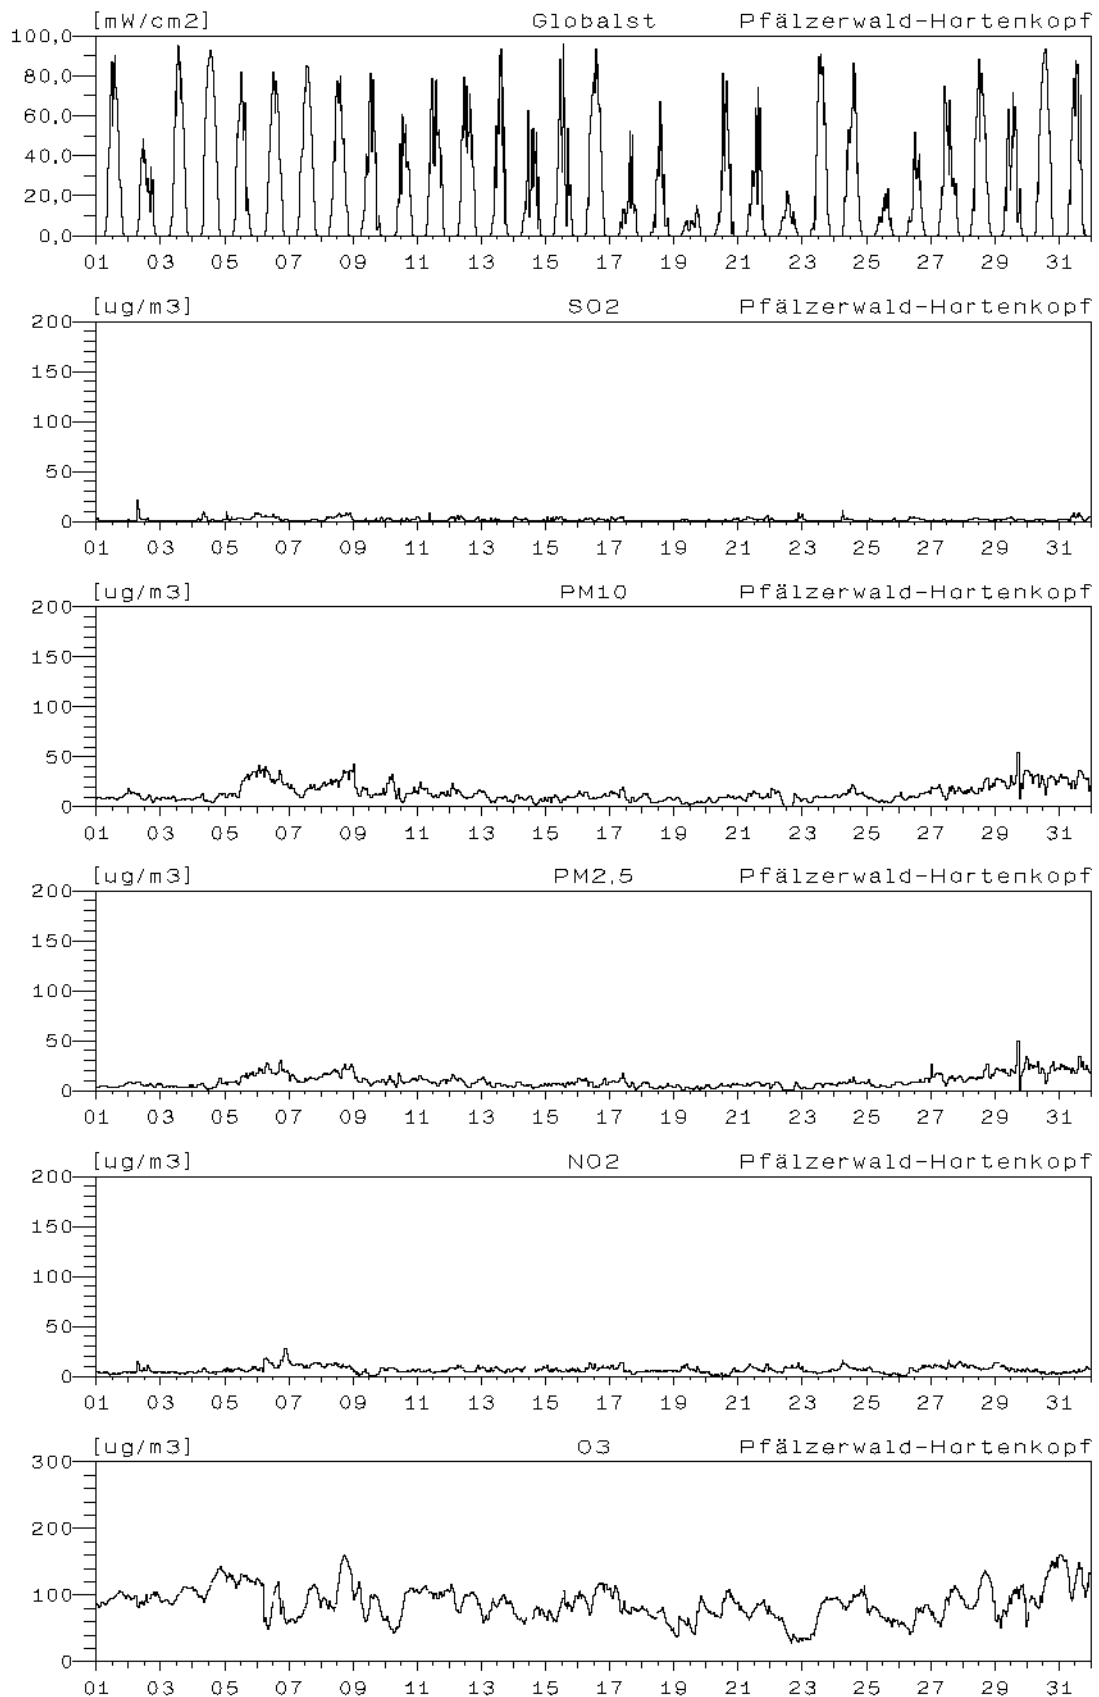 [mW/cm2] Globalst Pfälzerwald-Hortenkopf
100,0
80,0
60,0
40,0
20,0
0,0
01 03 05 07 09 11 13 15 17 19 21 23 25 27 29 31
[ug/m3] SO2 Pfälzerwald-Hortenkopf
200
150
100
50
0
01 03 05 07 09 11 13 15 17 19 21 23 25 27 29 31
[ug/m3] PM10 Pfälzerwald-Hortenkopf
200
150
100
50
0
01 03 05 07 09 11 13 15 17 19 21 23 25 27 29 31
[ug/m3] PM2,5 Pfälzerwald-Hortenkopf
200
150
100
50
0
01 03 05 07 09 11 13 15 17 19 21 23 25 27 29 31
[ug/m3] NO2 Pfälzerwald-Hortenkopf
200
150
100
50
0
01 03 05 07 09 11 13 15 17 19 21 23 25 27 29 31
[ug/m3] O3 Pfälzerwald-Hortenkopf
300
200
100
0
01 03 05 07 09 11 13 15 17 19 21 23 25 27 29 31